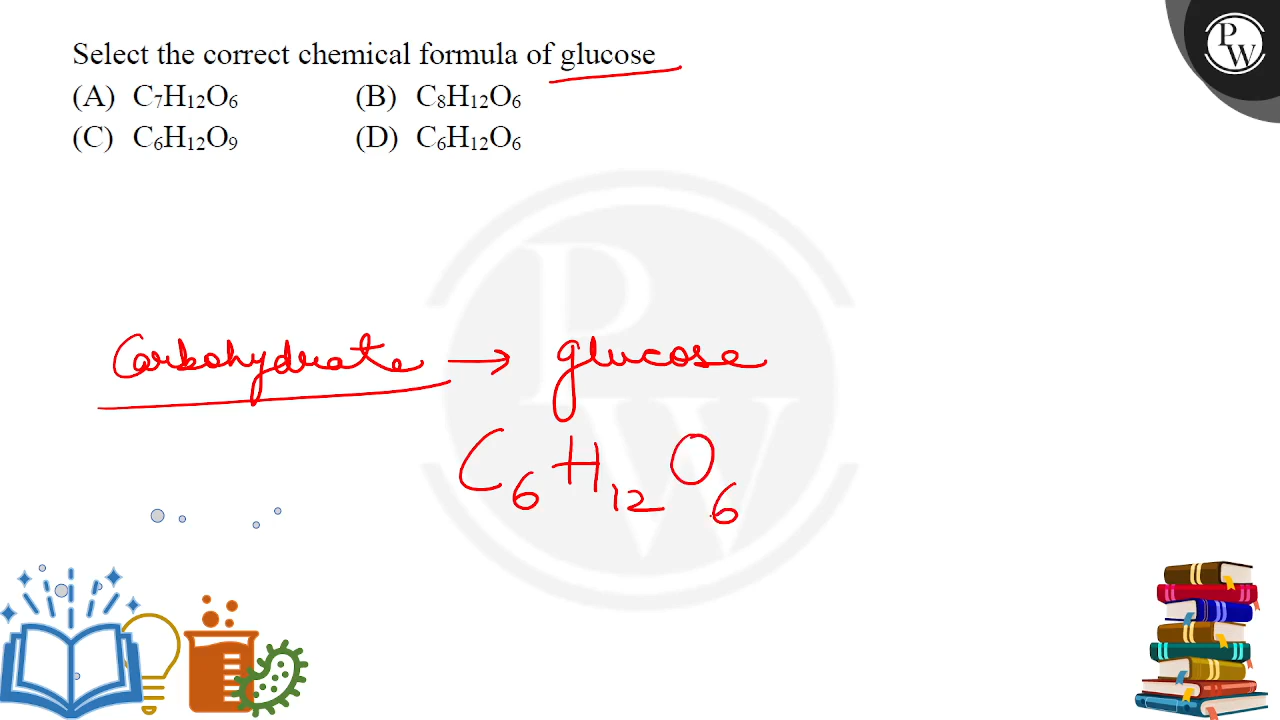 Select the correct chemical formula of glucose
(A) C₇H₁₂O₆ (B) C₈H₁₂O₆
(C) C₆H₁₂O₉ (D) C₆H₁₂O₆
Carbohydrate → glucose
C₆H₁₂O₆
P
W
P
W